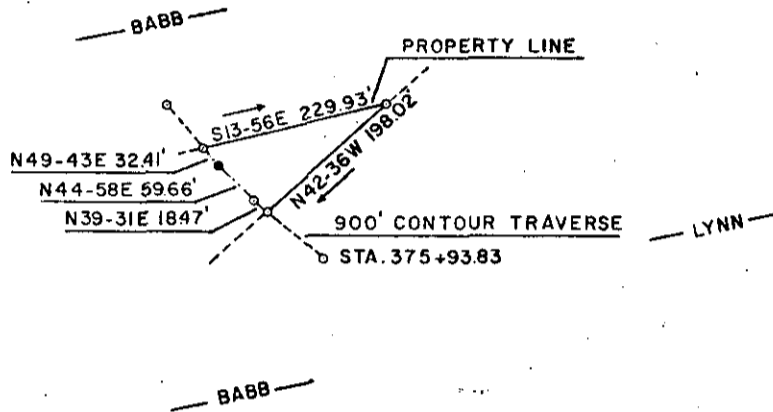 BABB
PROPERTY LINE
S13-56E 229.93'
N49-43E 32.41'
N42-36W 198.02'
N44-58E 59.66'
N39-31E 18.47'
900' CONTOUR TRAVERSE
LYNN
STA. 375+93.83
BABB